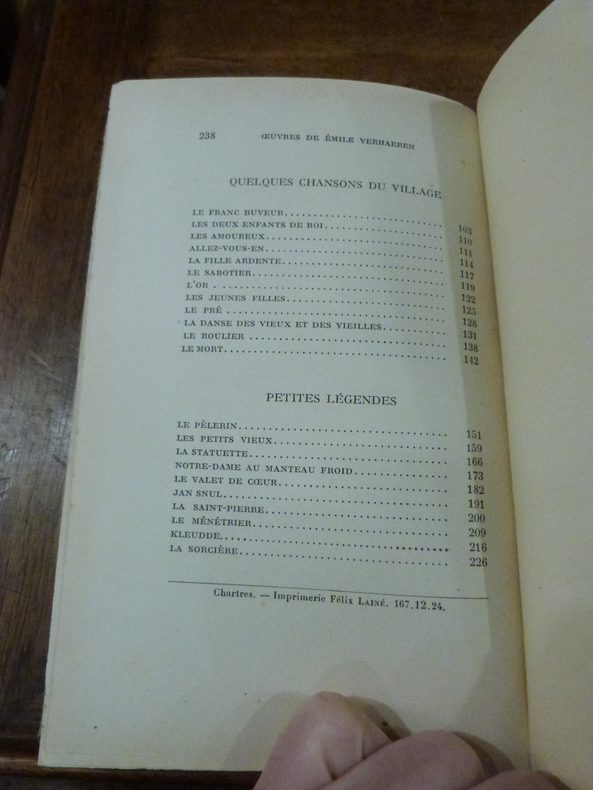 238 ŒUVRES DE ÉMILE VERHAEREN
QUELQUES CHANSONS DU VILLAGE
LE FRANC BUVEUR........ 103
LES DEUX ENFANTS DE ROI........ 110
LES AMOUREUX........ 111
ALLEZ-VOUS-EN........ 114
LA FILLE ARDENTE........ 117
LE SABOTIER........ 119
L'OR........ 122
LES JEUNES FILLES........ 125
LE PRÉ........ 128
LA DANSE DES VIEUX ET DES VIEILLES........ 131
LE ROULIER........ 138
LE MORT........ 142
PETITES LÉGENDES
LE PÈLERIN........ 151
LES PETITS VIEUX........ 159
LA STATUETTE........ 166
NOTRE-DAME AU MANTEAU FROID........ 173
LE VALET DE CŒUR........ 182
JAN SNUL........ 191
LA SAINT-PIERRE........ 200
LE MÉNÉTRIER........ 209
KLEUDDE........ 216
LA SORCIÈRE........ 226
Chartres. — Imprimerie Félix LAINÉ. 167.12.24.